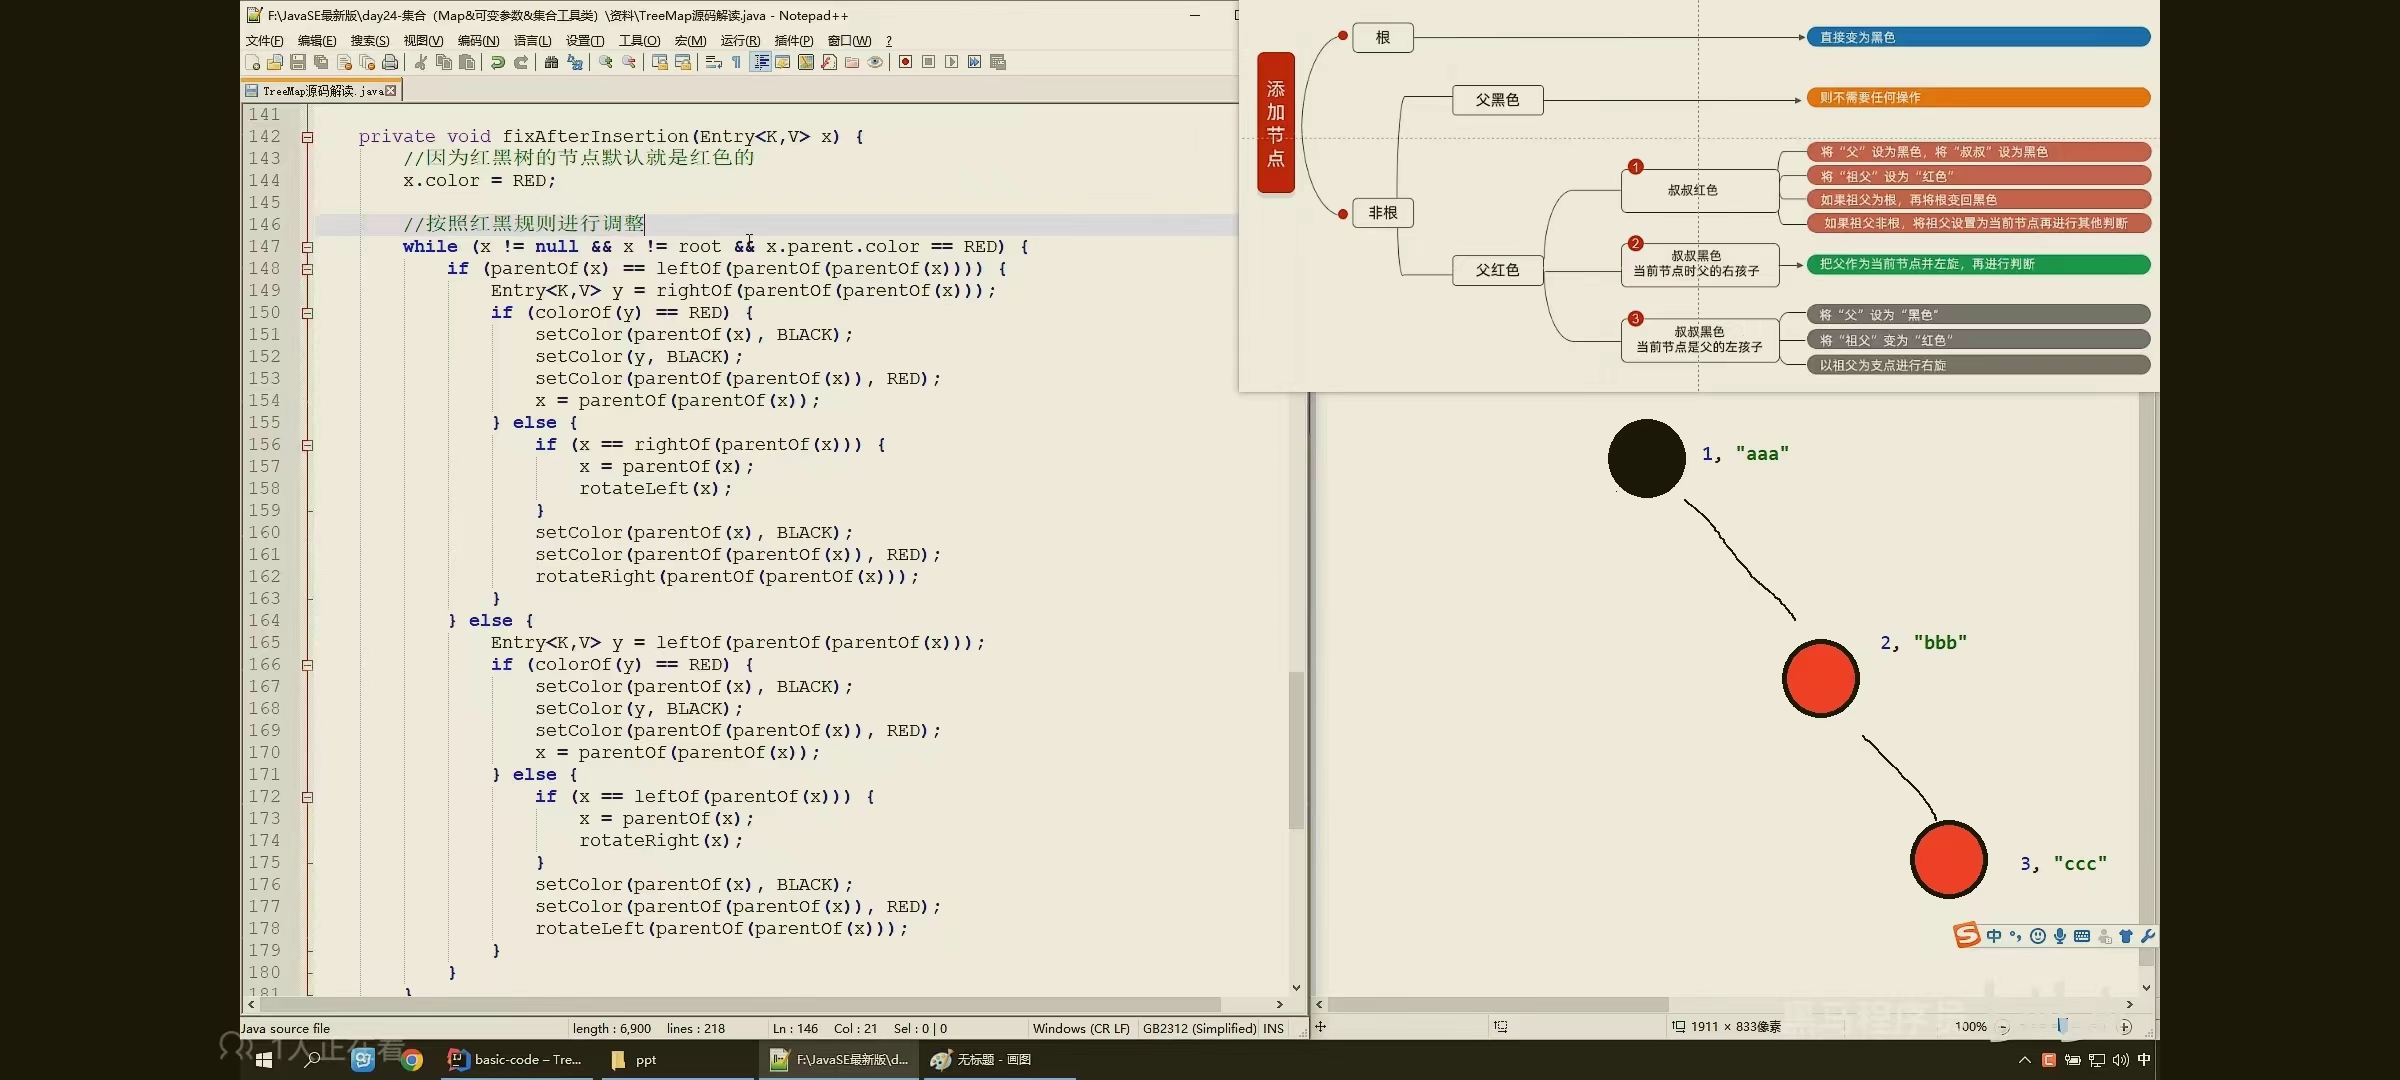 F:\JavaSE最新版\day24-集合（Map&可变参数&集合工具类）\资料\TreeMap源码解读.java - Notepad++
文件(F) 编辑(E) 搜索(S) 视图(V) 编码(N) 语言(L) 设置(T) 工具(O) 宏(M) 运行(R) 插件(P) 窗口(W) ?
TreeMap源码解读.java
141
142 private void fixAfterInsertion(Entry<K,V> x) {
143 //因为红黑树的节点默认就是红色的
144 x.color = RED;
145
146 //按照红黑规则进行调整
147 while (x != null && x != root && x.parent.color == RED) {
148 if (parentOf(x) == leftOf(parentOf(parentOf(x)))) {
149 Entry<K,V> y = rightOf(parentOf(parentOf(x)));
150 if (colorOf(y) == RED) {
151 setColor(parentOf(x), BLACK);
152 setColor(y, BLACK);
153 setColor(parentOf(parentOf(x)), RED);
154 x = parentOf(parentOf(x));
155 } else {
156 if (x == rightOf(parentOf(x))) {
157 x = parentOf(x);
158 rotateLeft(x);
159 }
160 setColor(parentOf(x), BLACK);
161 setColor(parentOf(parentOf(x)), RED);
162 rotateRight(parentOf(parentOf(x)));
163 }
164 } else {
165 Entry<K,V> y = leftOf(parentOf(parentOf(x)));
166 if (colorOf(y) == RED) {
167 setColor(parentOf(x), BLACK);
168 setColor(y, BLACK);
169 setColor(parentOf(parentOf(x)), RED);
170 x = parentOf(parentOf(x));
171 } else {
172 if (x == leftOf(parentOf(x))) {
173 x = parentOf(x);
174 rotateRight(x);
175 }
176 setColor(parentOf(x), BLACK);
177 setColor(parentOf(parentOf(x)), RED);
178 rotateLeft(parentOf(parentOf(x)));
179 }
180 }
181 }
Java source file length : 6,900 lines : 218 Ln : 146 Col : 21 Sel : 0 | 0 Windows (CR LF) GB2312 (Simplified) INS
添加节点
根
直接变为黑色
非根
父黑色
则不需要任何操作
父红色
1
叔叔红色
将“父”设为黑色，将“叔叔”设为黑色
将“祖父”设为“红色”
如果祖父为根，再将根变回黑色
如果祖父非根，将祖父设置为当前节点再进行其他判断
2
叔叔黑色
当前节点时父的右孩子
把父作为当前节点并左旋，再进行判断
3
叔叔黑色
当前节点是父的左孩子
将“父”设为“黑色”
将“祖父”变为“红色”
以祖父为支点进行右旋
1, "aaa"
2, "bbb"
3, "ccc"
中
黑马程序员
1911 × 833像素 100%
1人正在看
basic-code – Tre...
ppt
F:\JavaSE最新版\d...
无标题 - 画图
中